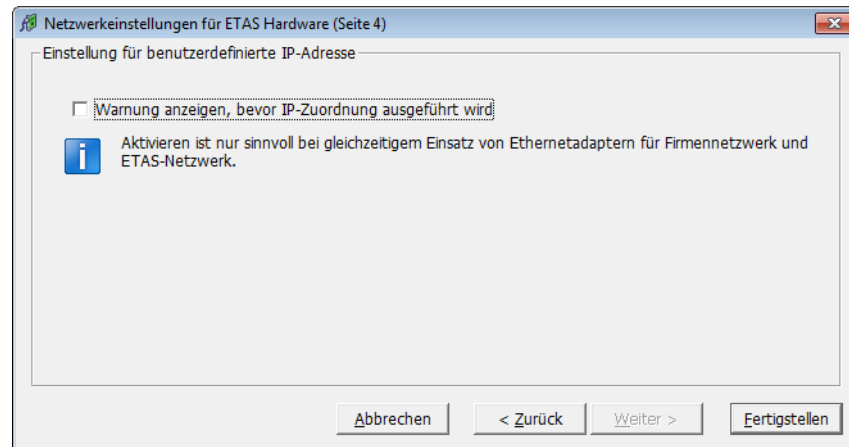 Netzwerkeinstellungen für ETAS Hardware (Seite 4)
Einstellung für benutzerdefinierte IP-Adresse
Warnung anzeigen, bevor IP-Zuordnung ausgeführt wird
Aktivieren ist nur sinnvoll bei gleichzeitigem Einsatz von Ethernetadaptern für Firmennetzwerk und
ETAS-Netzwerk.
Abbrechen
< Zurück
Weiter >
Fertigstellen